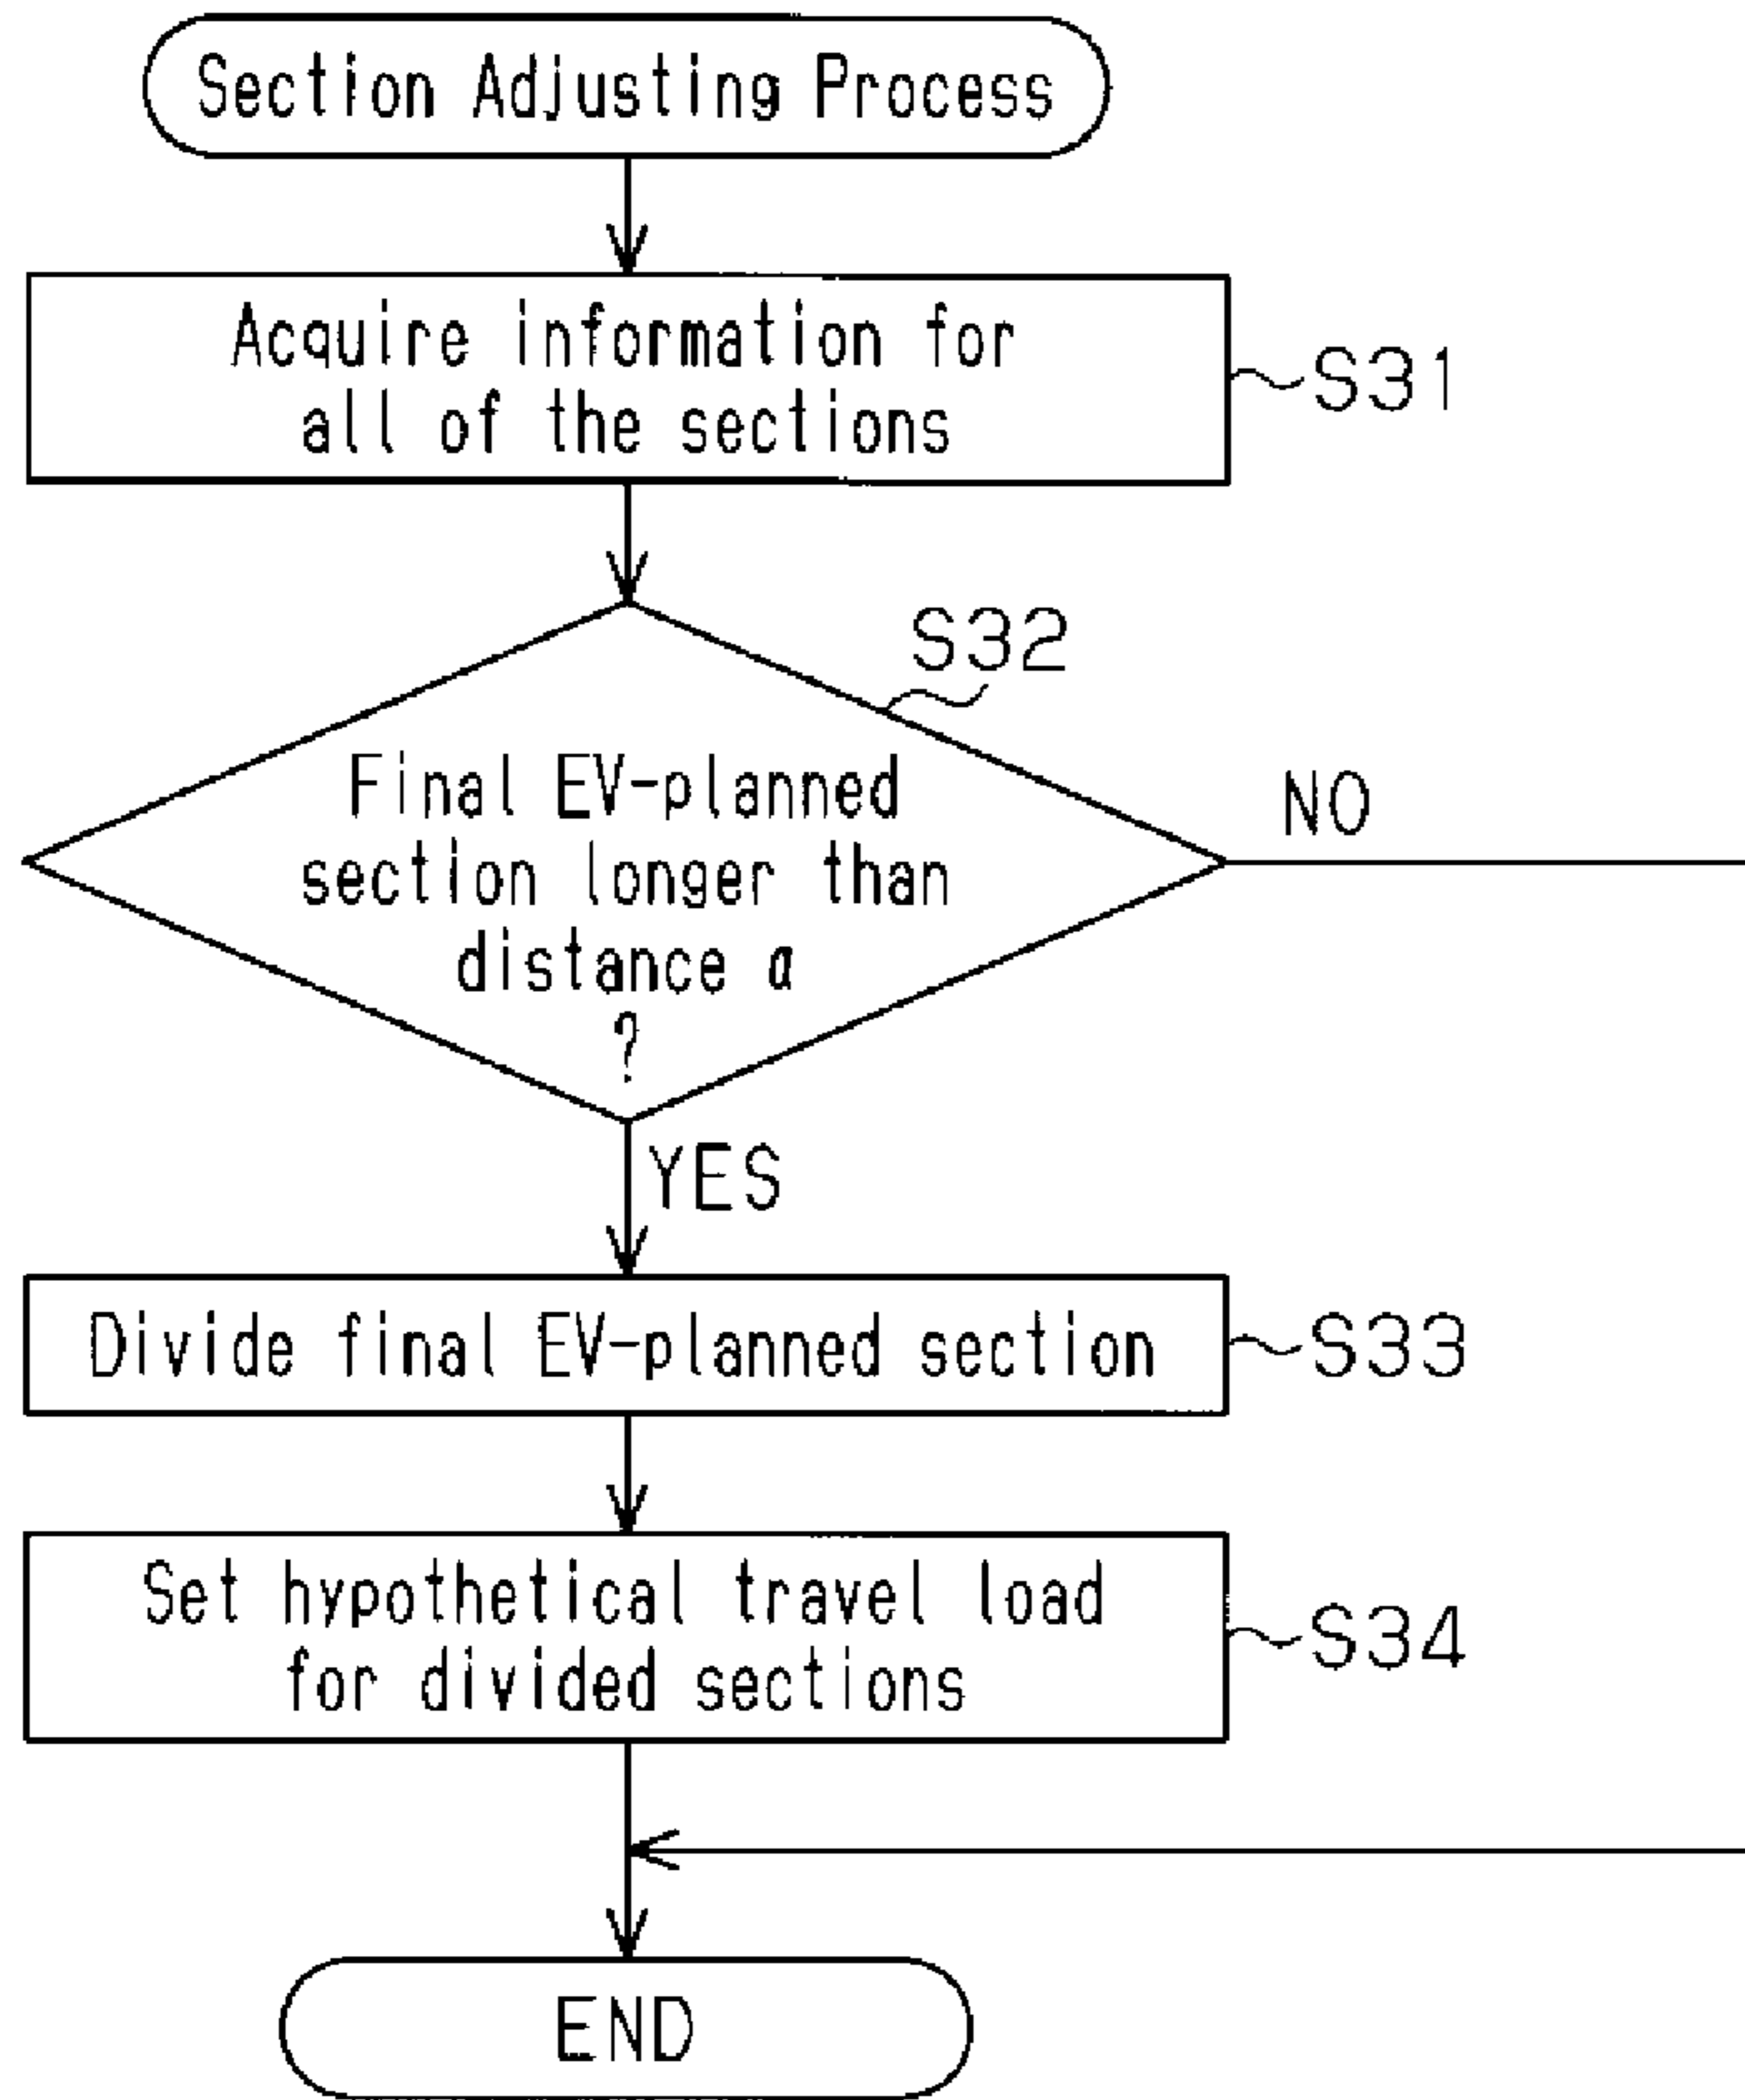 Section Adjusting Process
Acquire information for
all of the sections
S31
S32
Final EV-planned
section longer than
distance α
?
NO
YES
Divide final EV-planned section
S33
Set hypothetical travel load
for divided sections
S34
END